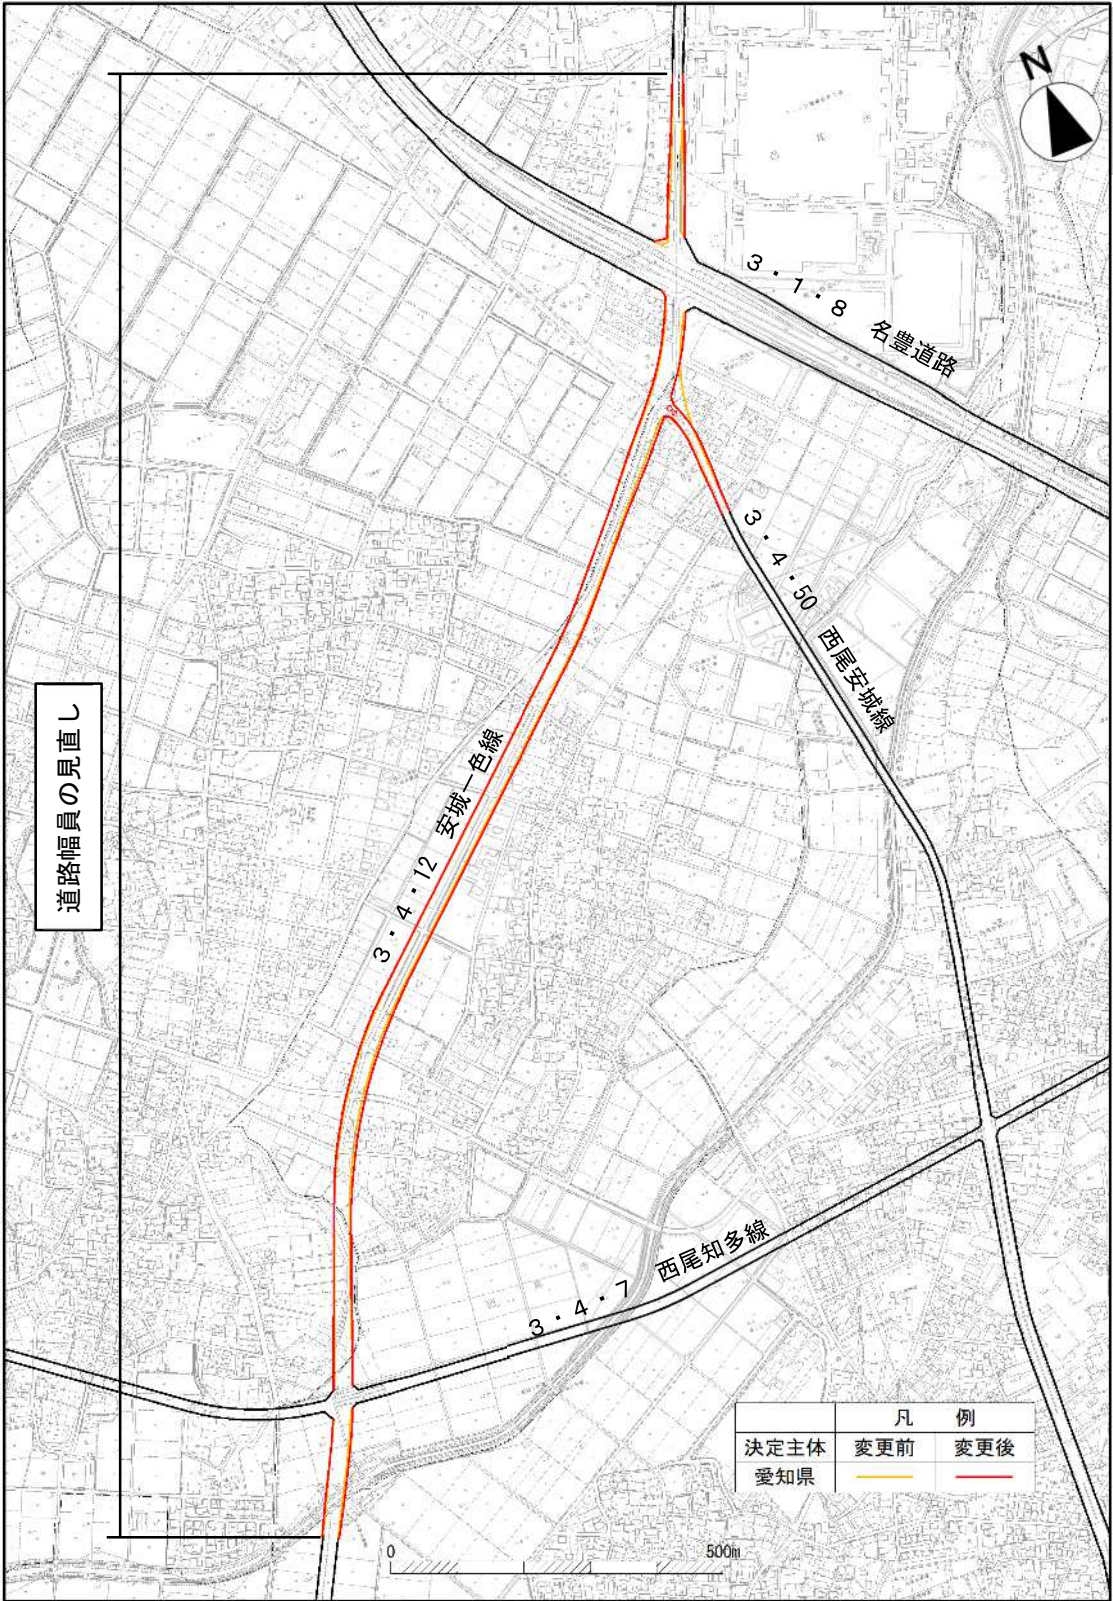 N
3・1・8 名豊道路
3・4・50 西尾安城線
道路幅員の見直し
3・4・12 安城一色線
3・4・7 西尾知多線
凡 例
決定主体 変更前 変更後
愛知県
0 500m